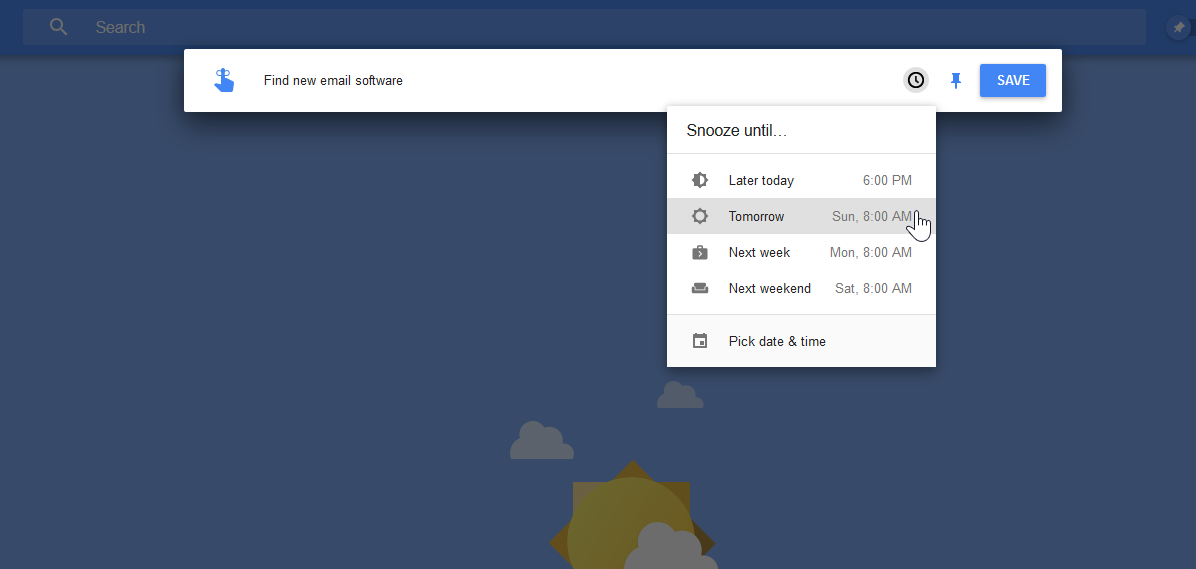 Search
Find new email software
SAVE
Snooze until…
Later today 6:00 PM
Tomorrow Sun, 8:00 AM
Next week Mon, 8:00 AM
Next weekend Sat, 8:00 AM
Pick date & time